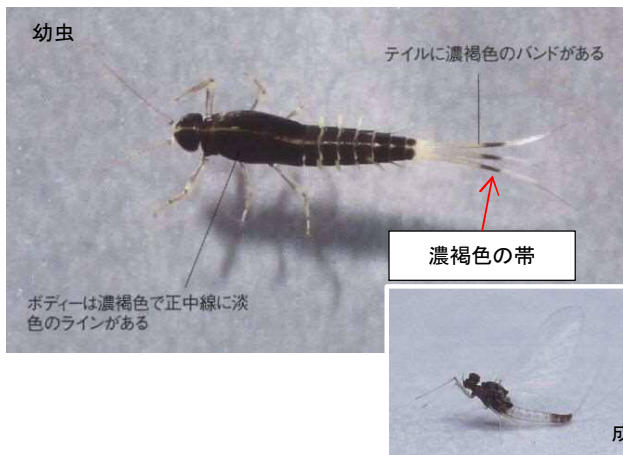 幼虫
テイルに濃褐色のバンドがある
濃褐色の帯
ボディーは濃褐色で正中線に淡
色のラインがある
成